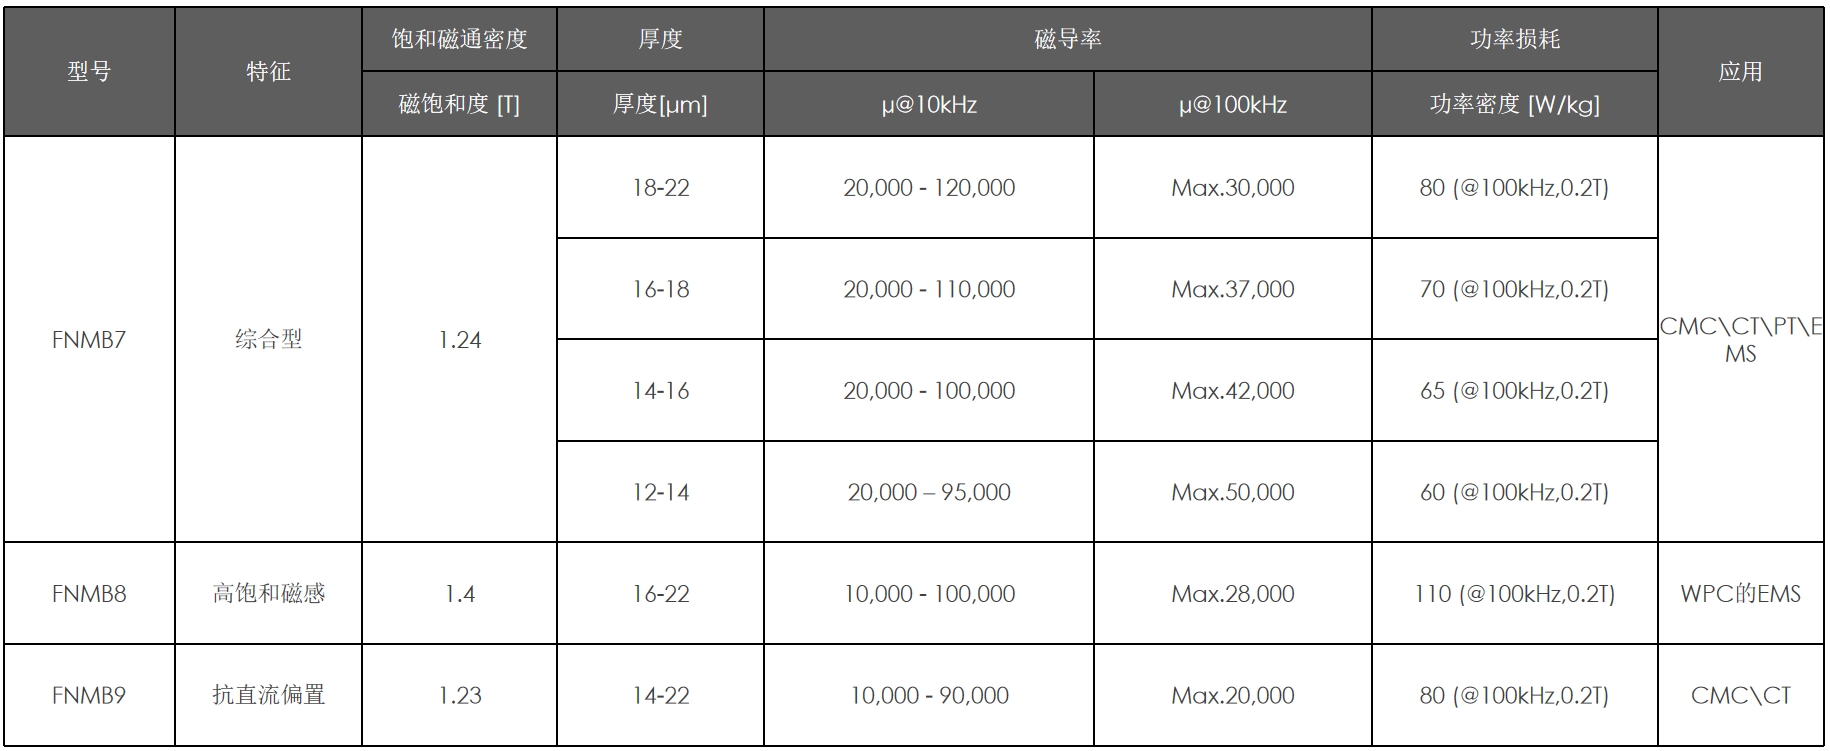 型号 特征 饱和磁通密度 厚度 磁导率 功率损耗 应用
磁饱和度 [T] 厚度[μm] μ@10kHz μ@100kHz 功率密度 [W/kg]
FNMB7 综合型 1.24 18-22 20,000 - 120,000 Max.30,000 80 (@100kHz,0.2T) CMC\CT\PT\E
MS
16-18 20,000 - 110,000 Max.37,000 70 (@100kHz,0.2T)
14-16 20,000 - 100,000 Max.42,000 65 (@100kHz,0.2T)
12-14 20,000 – 95,000 Max.50,000 60 (@100kHz,0.2T)
FNMB8 高饱和磁感 1.4 16-22 10,000 - 100,000 Max.28,000 110 (@100kHz,0.2T) WPC的EMS
FNMB9 抗直流偏置 1.23 14-22 10,000 - 90,000 Max.20,000 80 (@100kHz,0.2T) CMC\CT